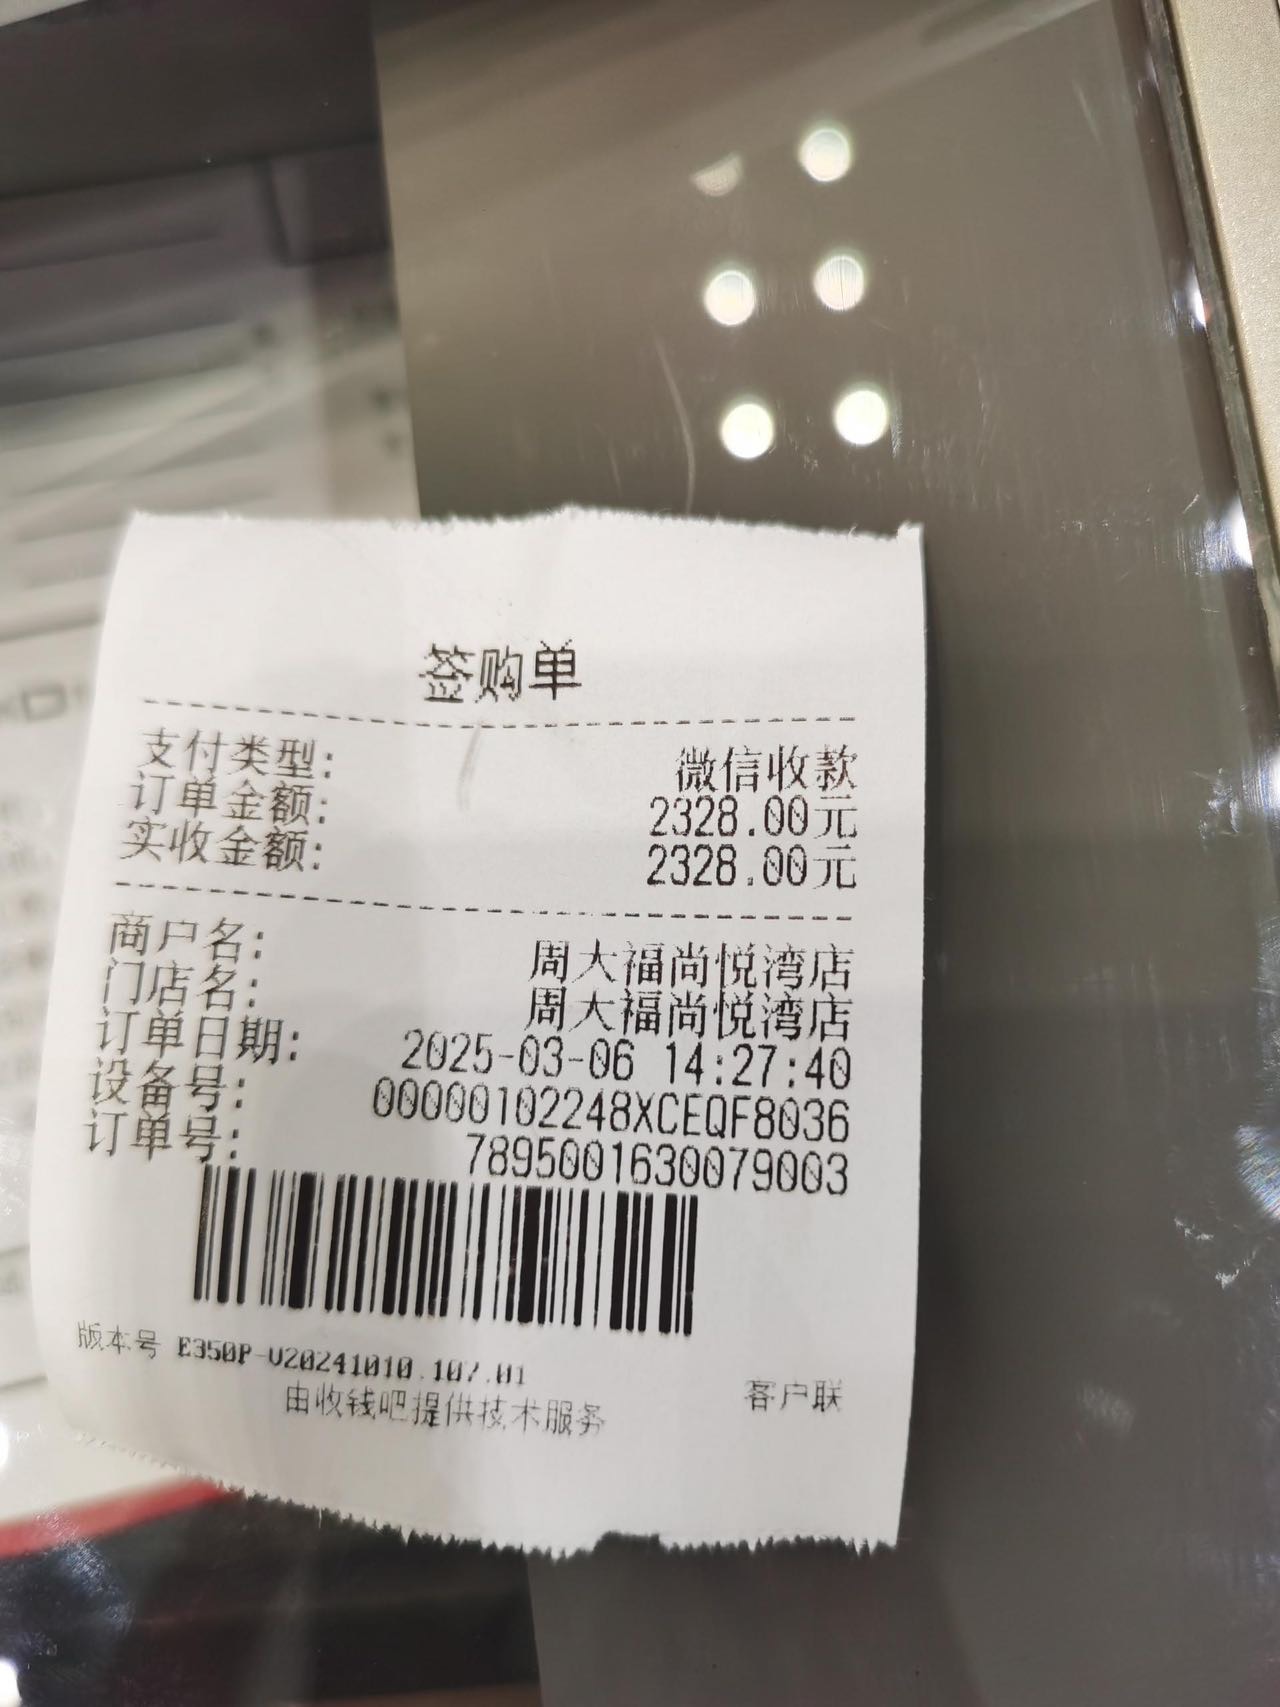 签购单
支付类型: 微信收款
订单金额: 2328.00元
实收金额: 2328.00元
商户名: 周大福尚悦湾店
门店名: 周大福尚悦湾店
订单日期: 2025-03-06 14:27:40
设备号: 00000102248XCEQF8036
订单号: 7895001630079003
版本号 E350P-V20241010.107.01
由收钱吧提供技术服务
客户联